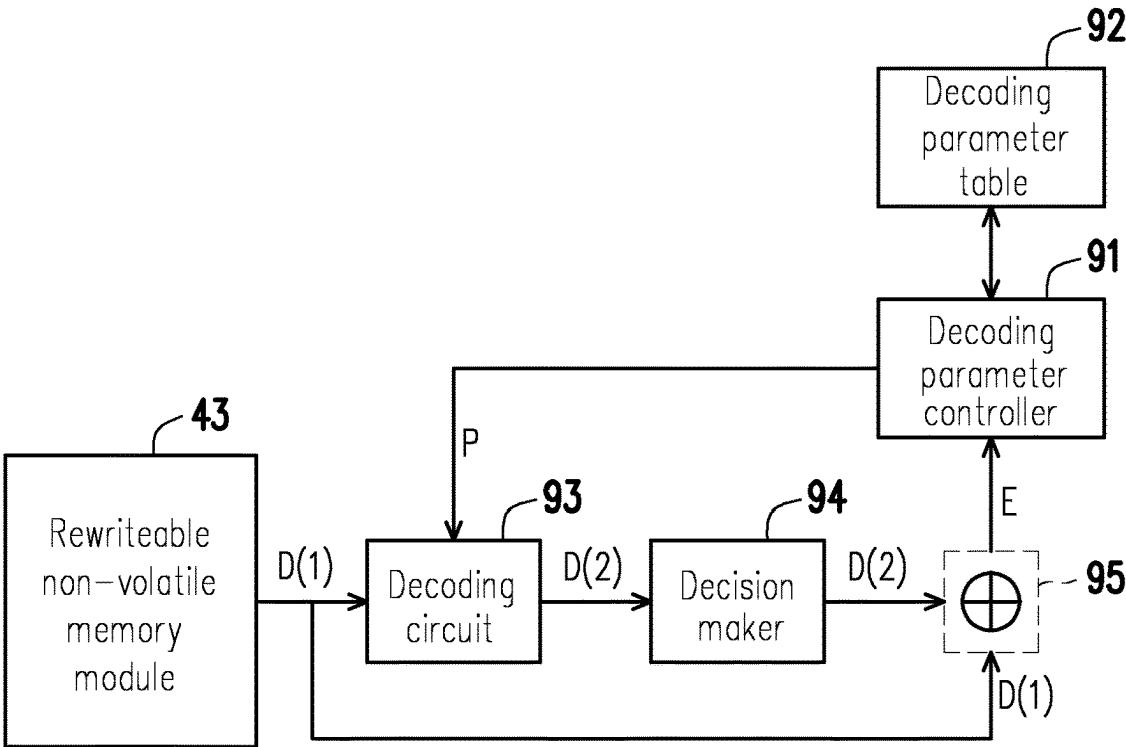 92
Decoding
parameter
table
91
Decoding
parameter
controller
43
P
93
94
E
Rewriteable
non-volatile
memory
module
D(1)
Decoding
circuit
D(2)
Decision
maker
D(2)
95
D(1)